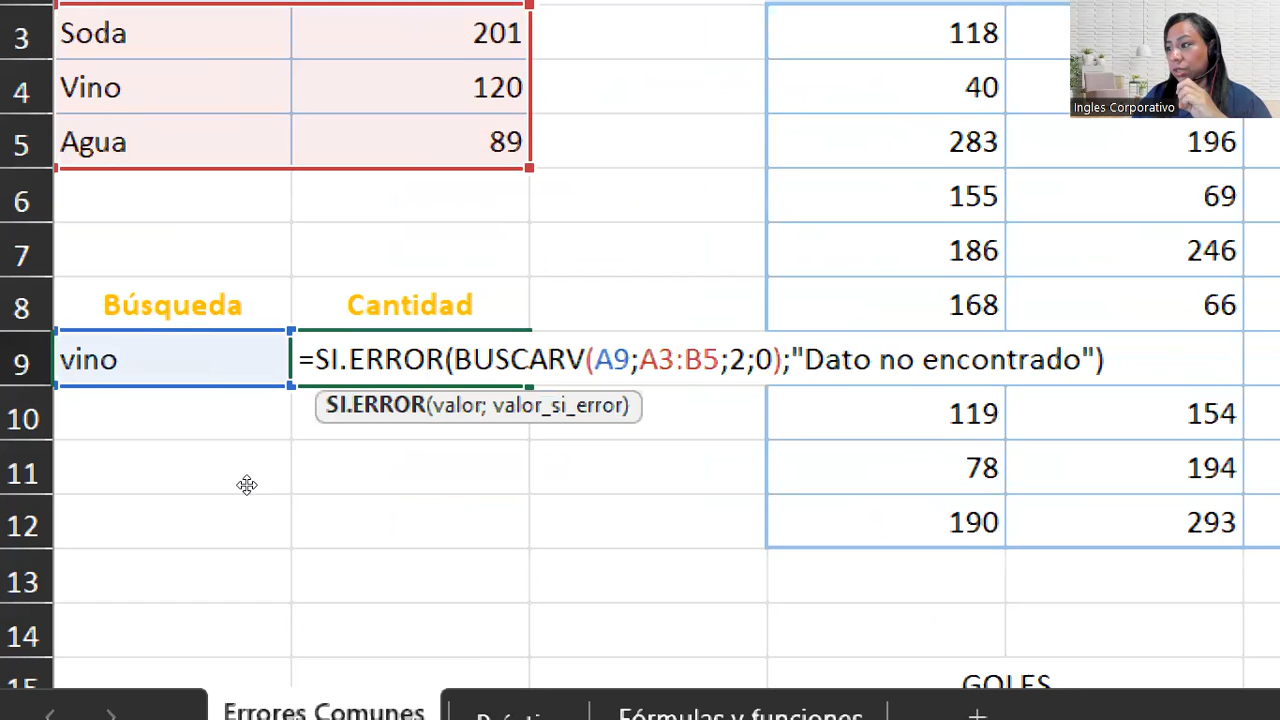 3 Soda 201 118
4 Vino 120 40
5 Agua 89 283 196
6 155 69
7 186 246
8 Búsqueda Cantidad 168 66
9 vino =SI.ERROR(BUSCARV(A9;A3:B5;2;0);"Dato no encontrado")
SI.ERROR(valor; valor_si_error)
10 119 154
11 78 194
12 190 293
13
14
15 GOLES
Errores Comunes Fórmulas y funciones +
Ingles Corporativo